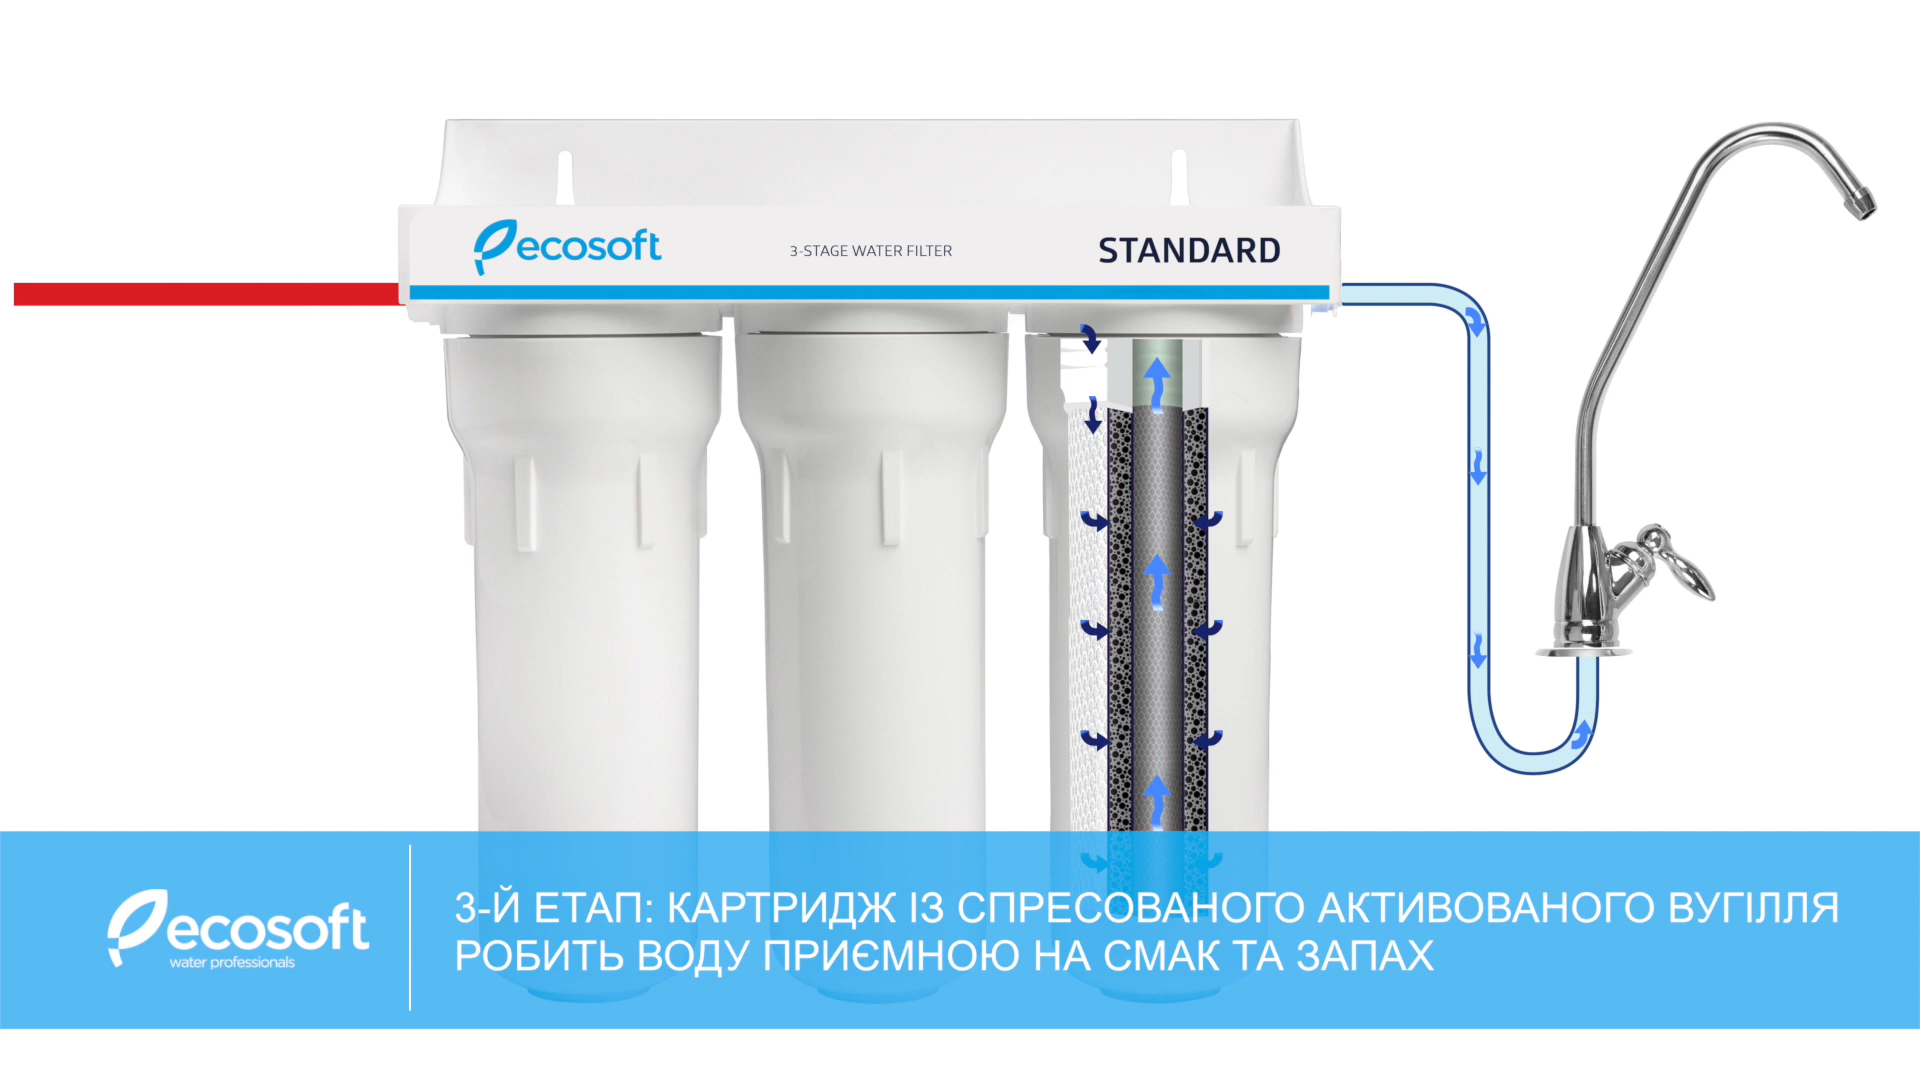 ecosoft
3-STAGE WATER FILTER
STANDARD
ecosoft
water professionals
3-Й ЕТАП: КАРТРИДЖ ІЗ СПРЕСОВАНОГО АКТИВОВАНОГО ВУГІЛЛЯ
РОБИТЬ ВОДУ ПРИЄМНОЮ НА СМАК ТА ЗАПАХ